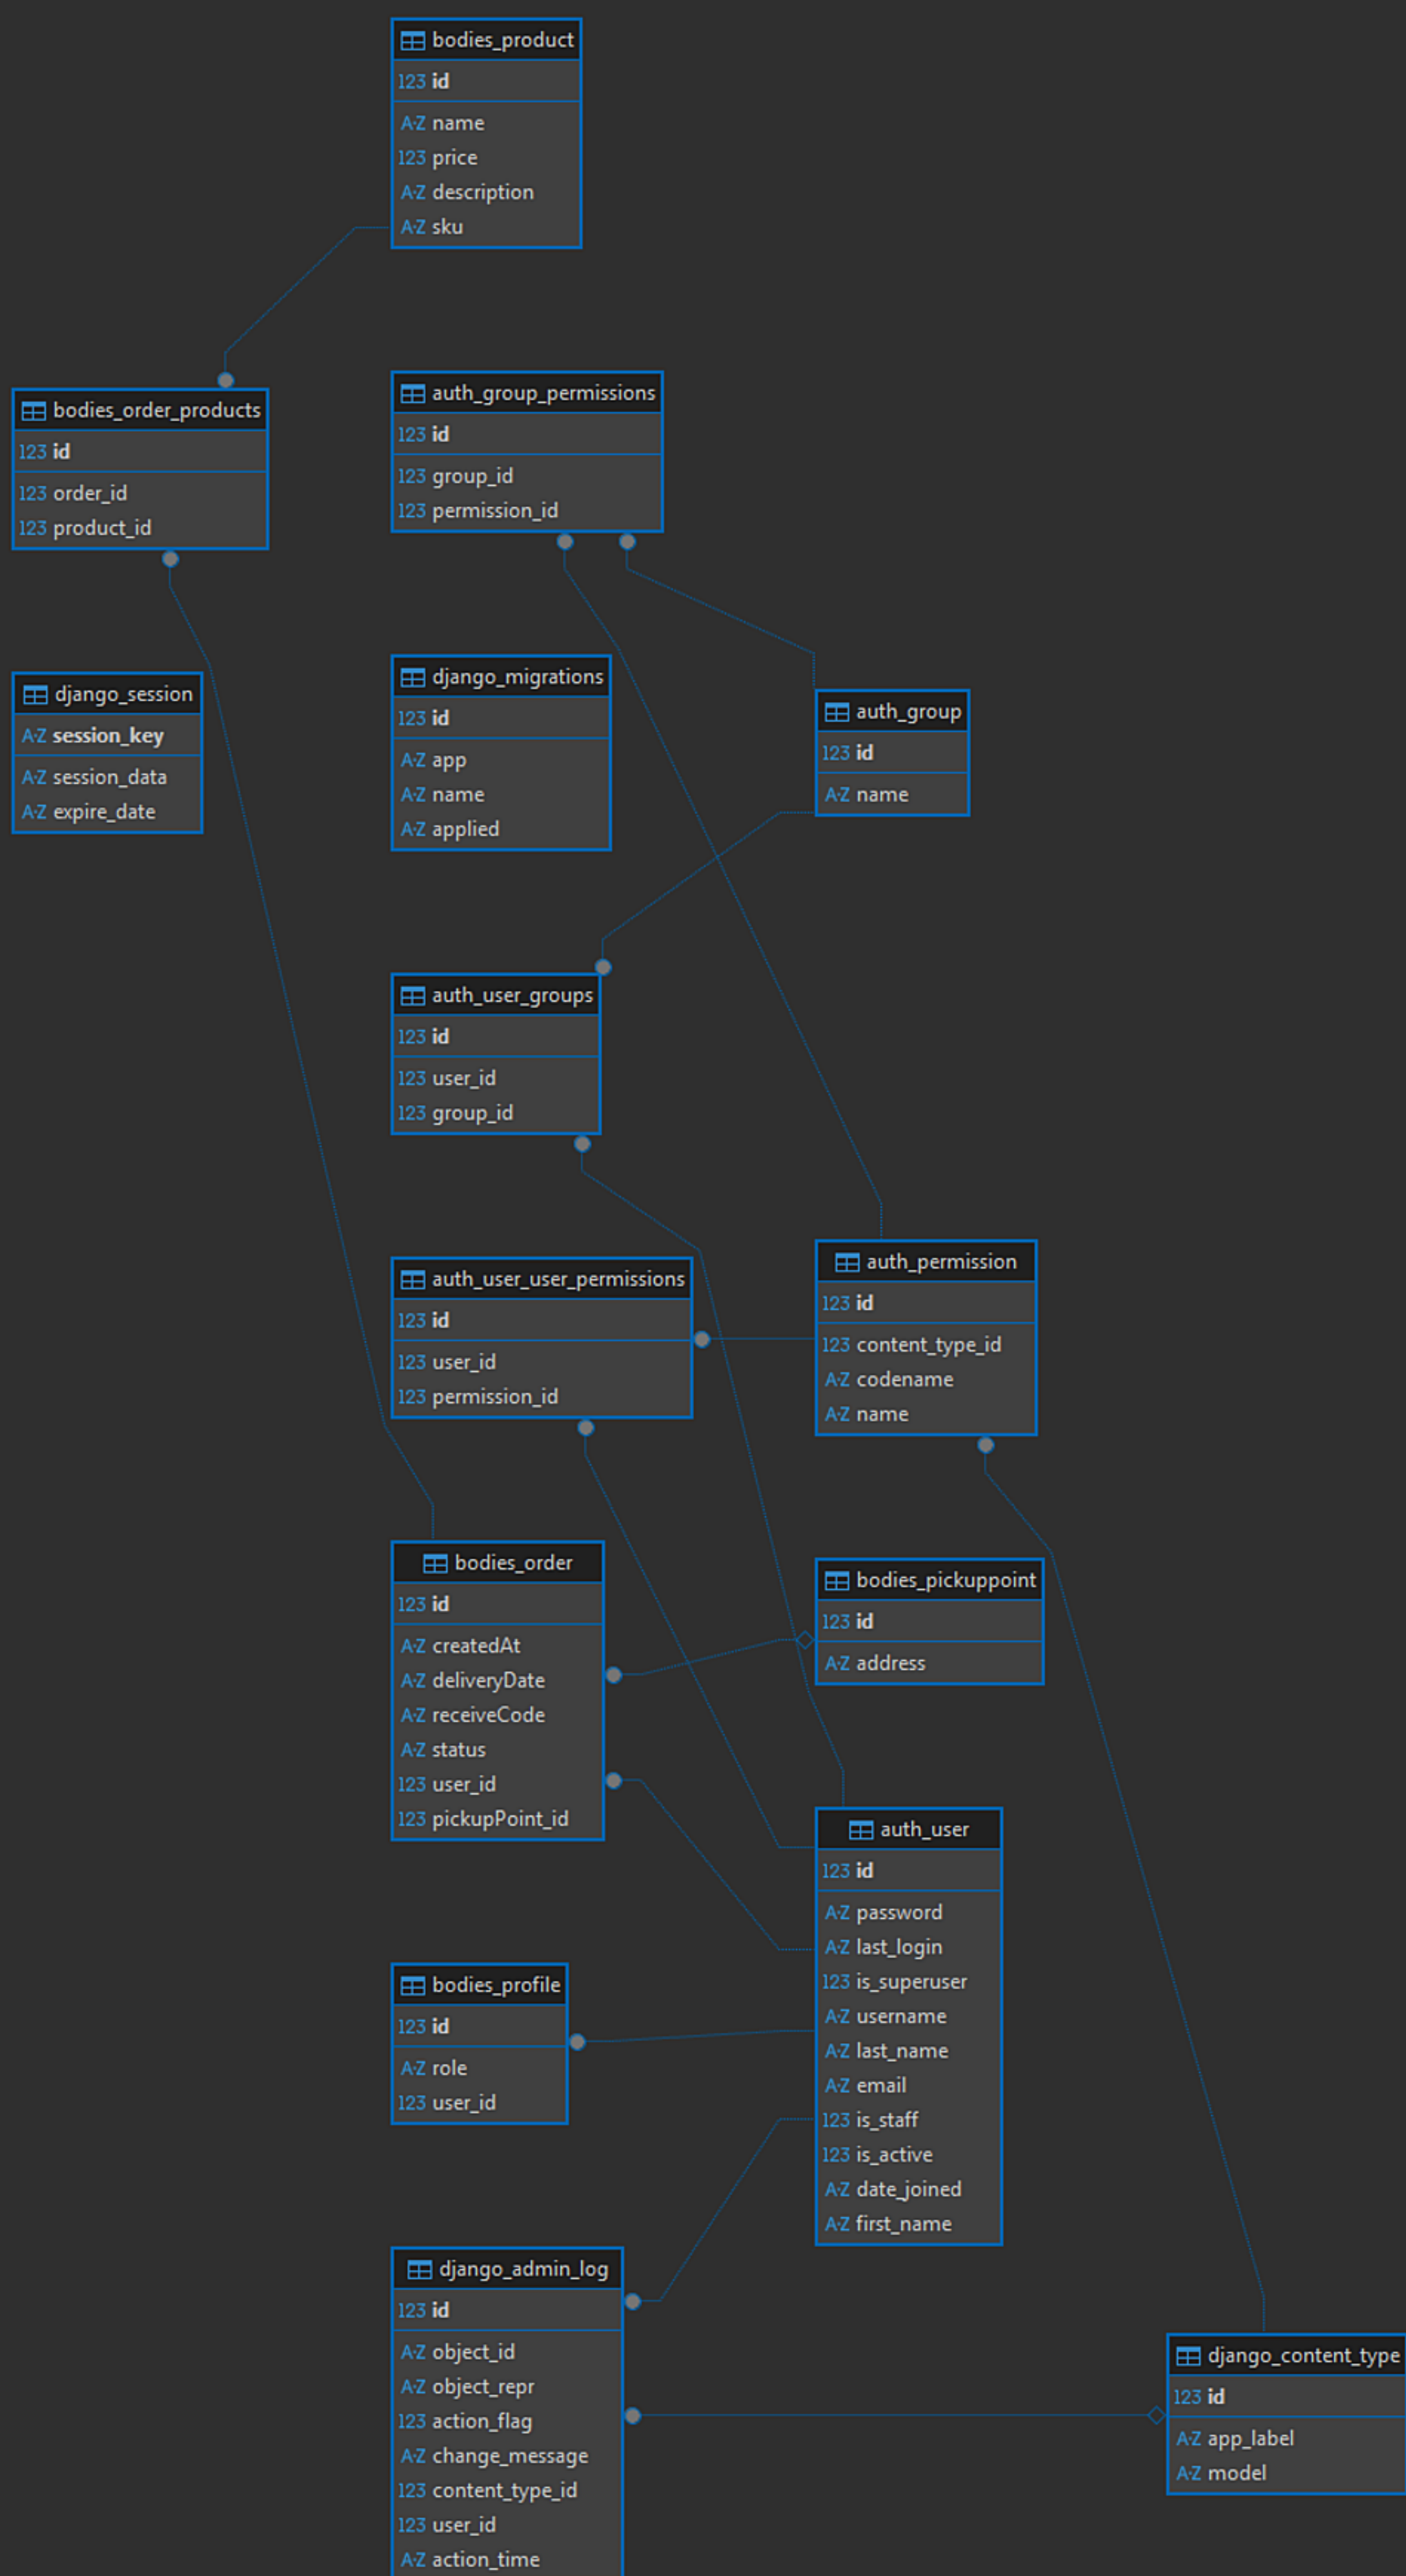 bodies_product
123 id
A-Z name
123 price
A-Z description
A-Z sku
bodies_order_products
123 id
123 order_id
123 product_id
auth_group_permissions
123 id
123 group_id
123 permission_id
django_session
A-Z session_key
A-Z session_data
A-Z expire_date
django_migrations
123 id
A-Z app
A-Z name
A-Z applied
auth_group
123 id
A-Z name
auth_user_groups
123 id
123 user_id
123 group_id
auth_user_user_permissions
123 id
123 user_id
123 permission_id
auth_permission
123 id
123 content_type_id
A-Z codename
A-Z name
bodies_order
123 id
A-Z createdAt
A-Z deliveryDate
A-Z receiveCode
A-Z status
123 user_id
123 pickupPoint_id
bodies_pickuppoint
123 id
A-Z address
auth_user
123 id
A-Z password
A-Z last_login
123 is_superuser
A-Z username
A-Z last_name
A-Z email
123 is_staff
123 is_active
A-Z date_joined
A-Z first_name
bodies_profile
123 id
A-Z role
123 user_id
django_admin_log
123 id
A-Z object_id
A-Z object_repr
123 action_flag
A-Z change_message
123 content_type_id
123 user_id
A-Z action_time
django_content_type
123 id
A-Z app_label
A-Z model